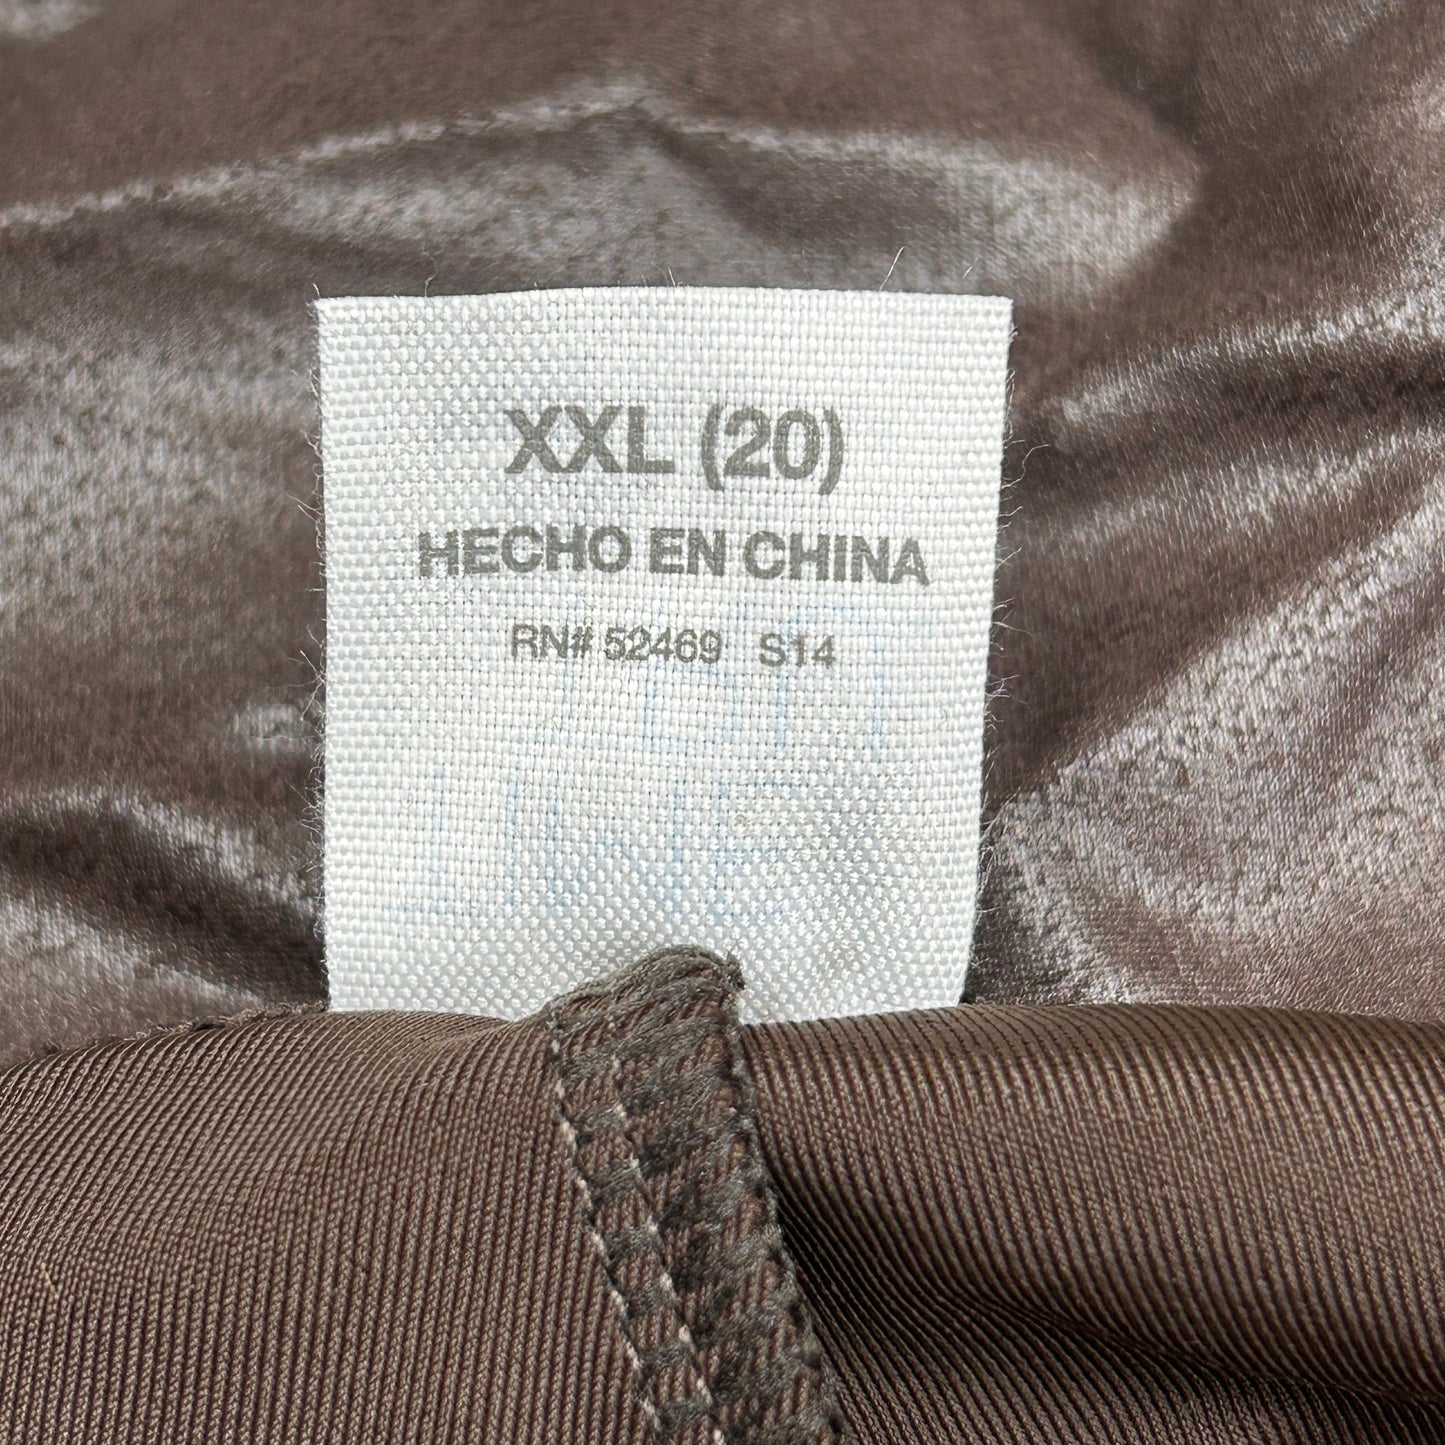 XXL (20)
HECHO EN CHINA
RN# 52469 S14